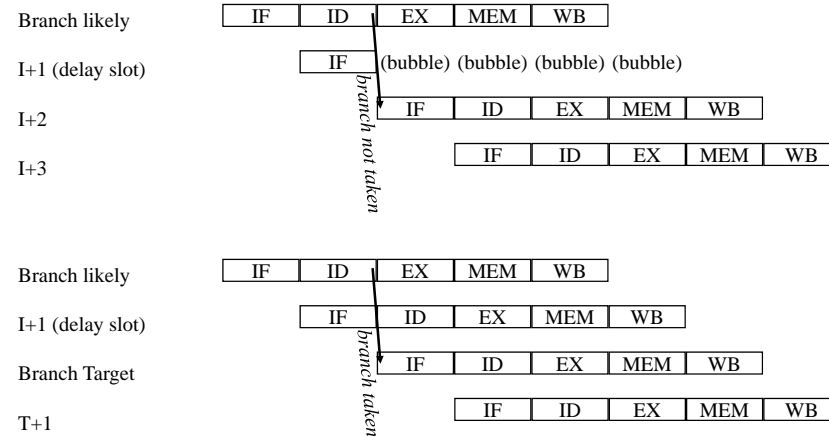 Branch likely IF ID EX MEM WB
I+1 (delay slot) IF (bubble) (bubble) (bubble) (bubble)
branch not taken
I+2 IF ID EX MEM WB
I+3 IF ID EX MEM WB
Branch likely IF ID EX MEM WB
I+1 (delay slot) IF ID EX MEM WB
branch taken
Branch Target IF ID EX MEM WB
T+1 IF ID EX MEM WB